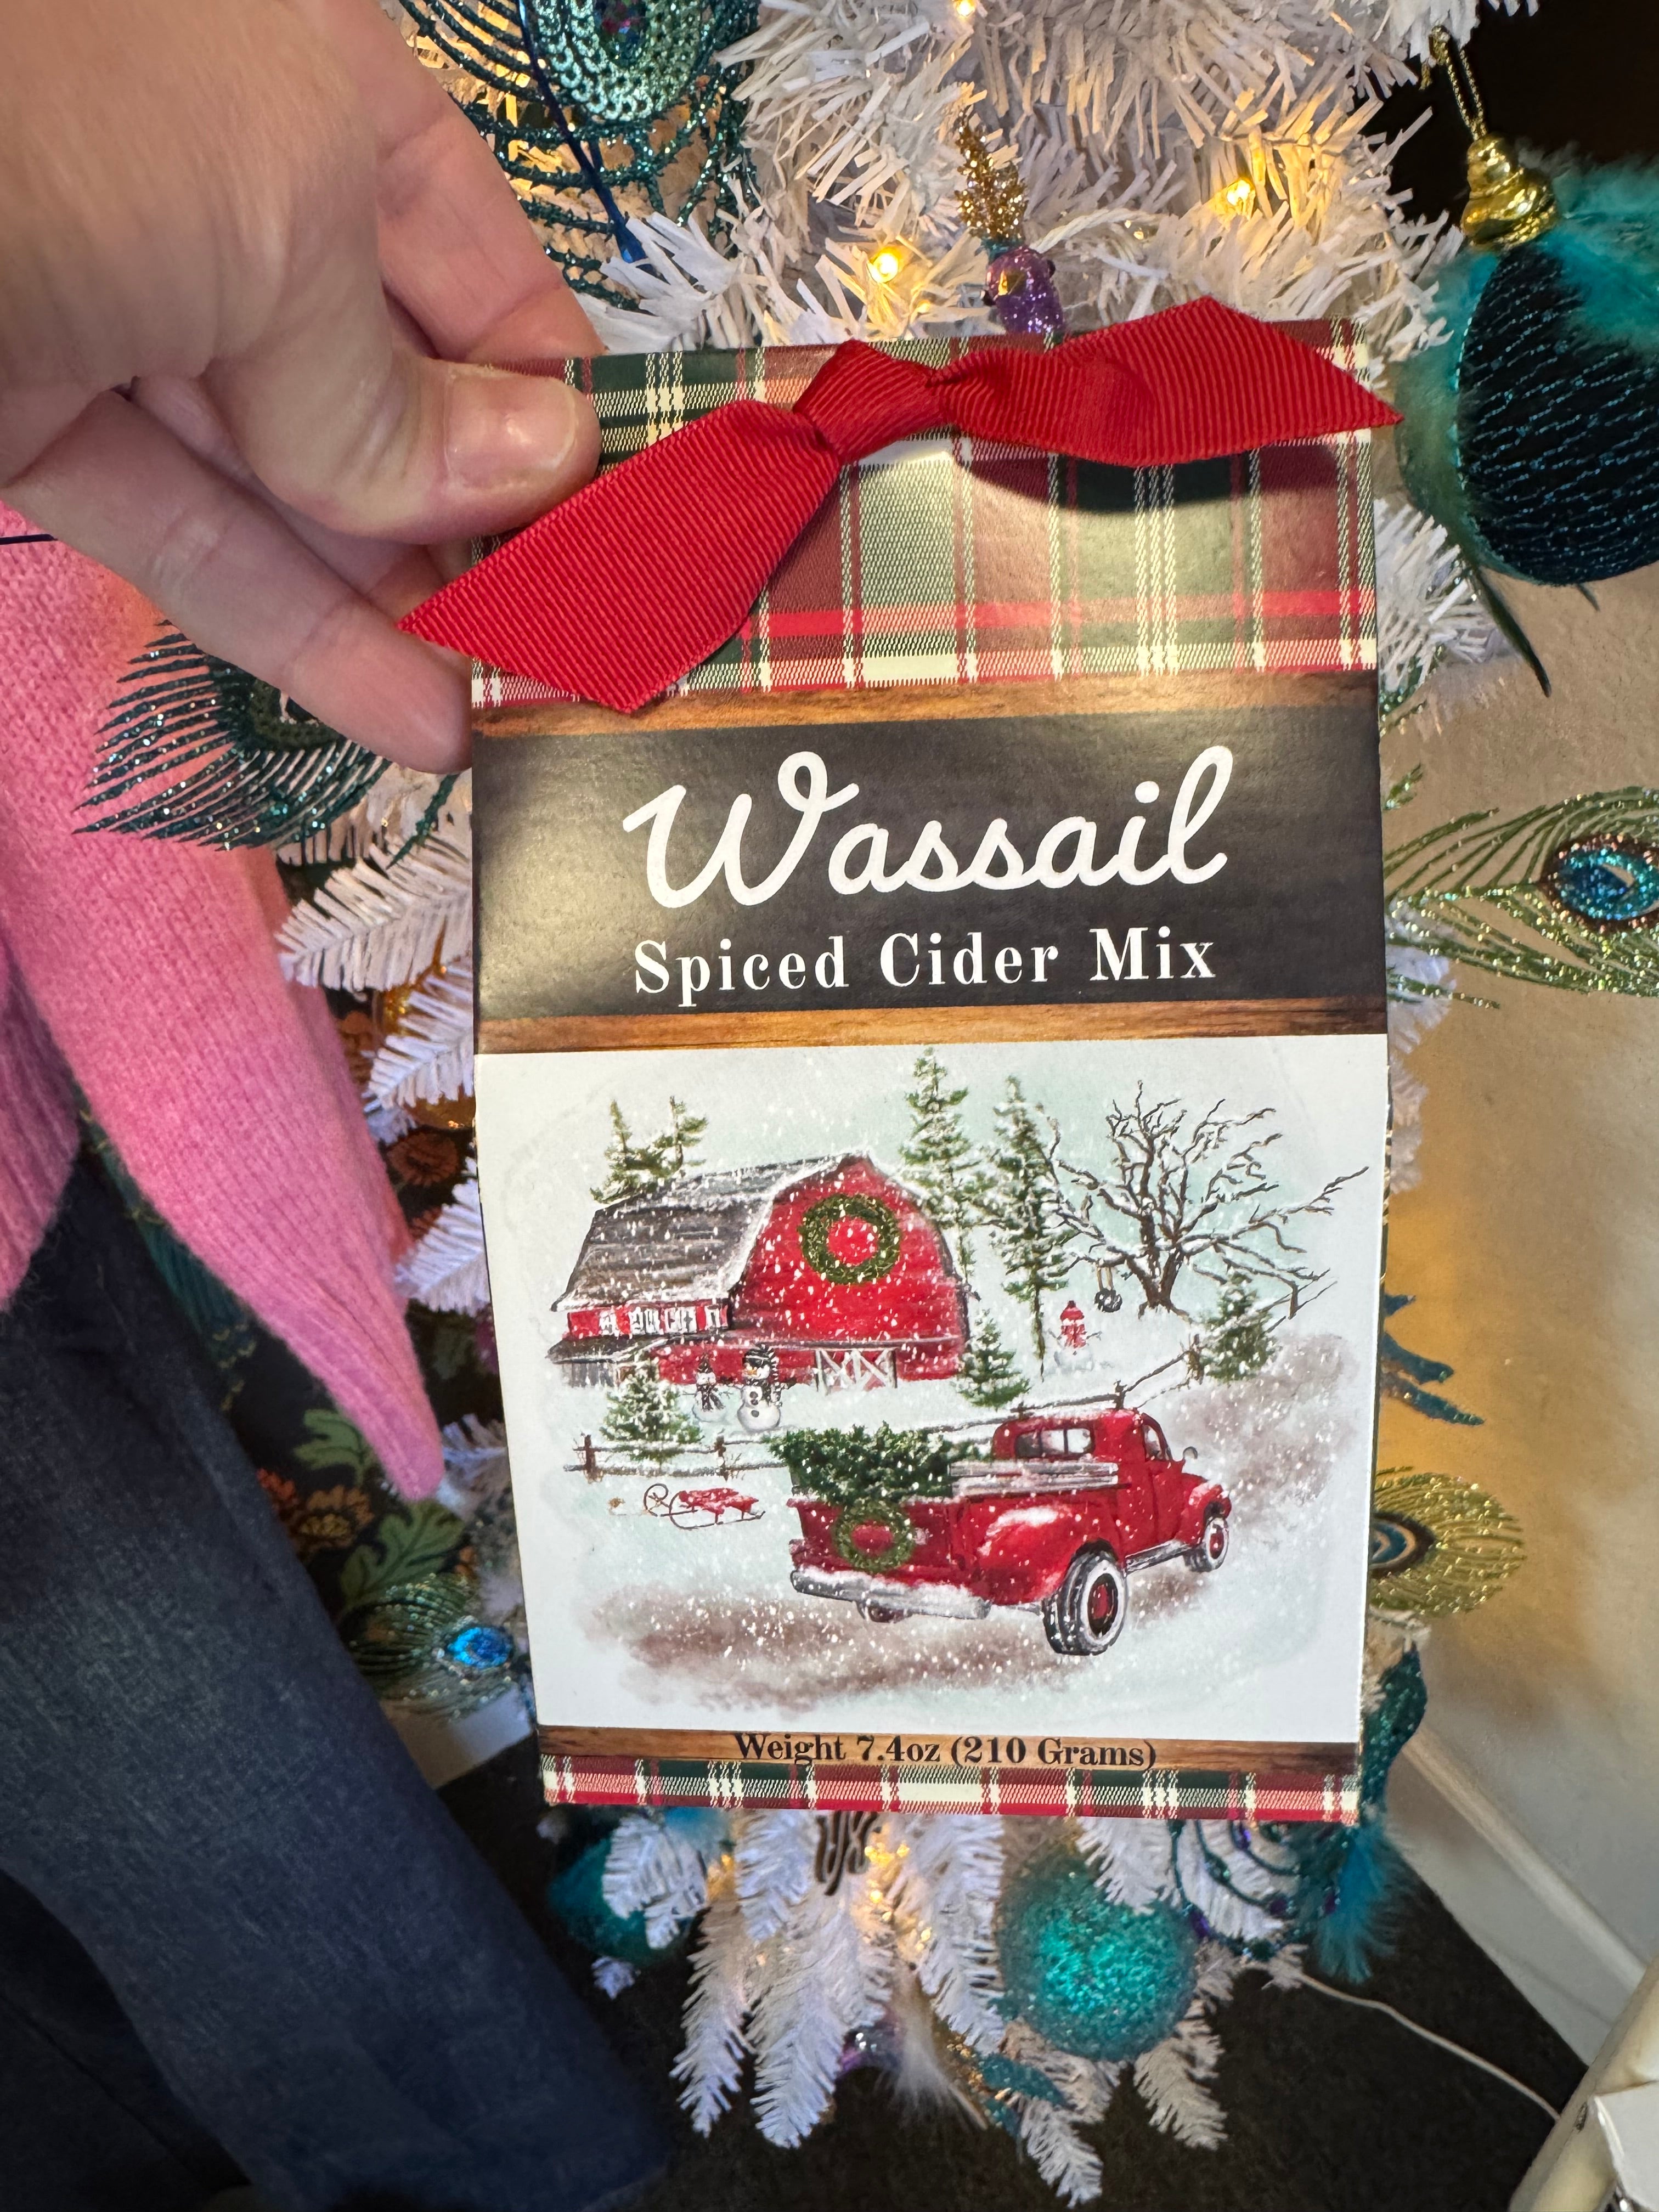 Wassail
Spiced Cider Mix
Weight 7.4oz (210 Grams)